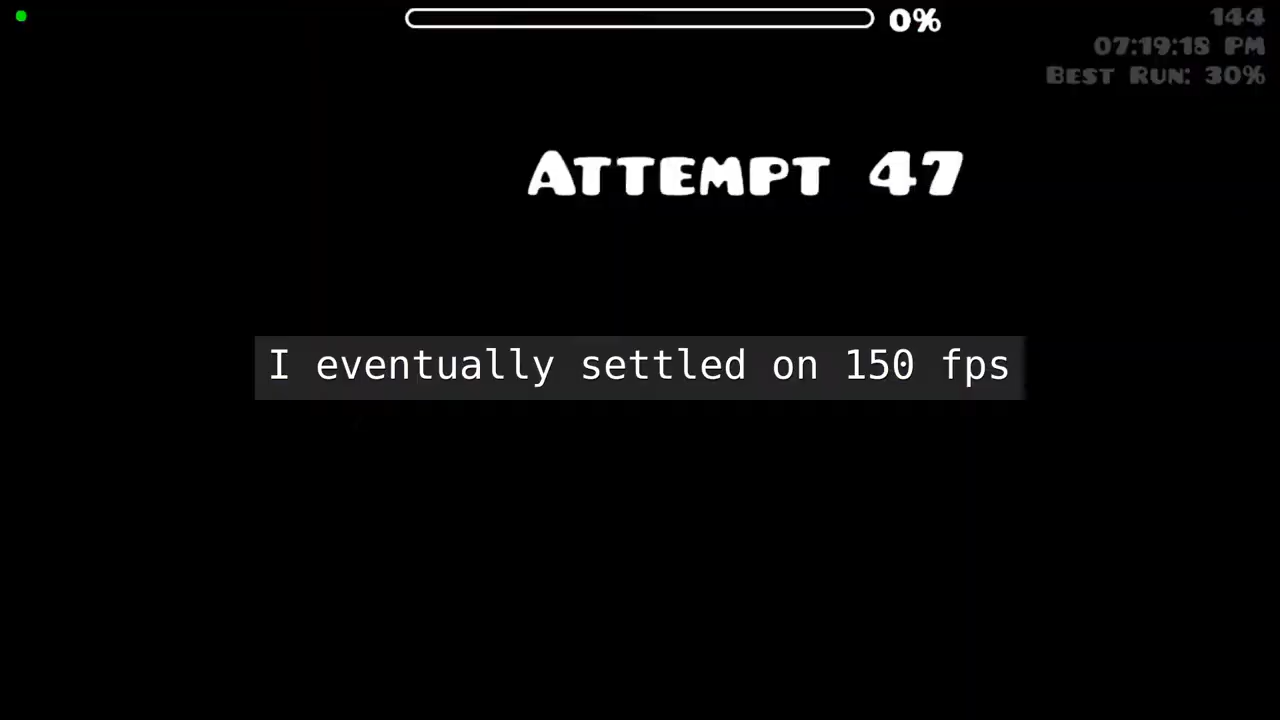 0%
144
07:19:18 PM
BEST RUN: 30%
ATTEMPT 47
I eventually settled on 150 fps